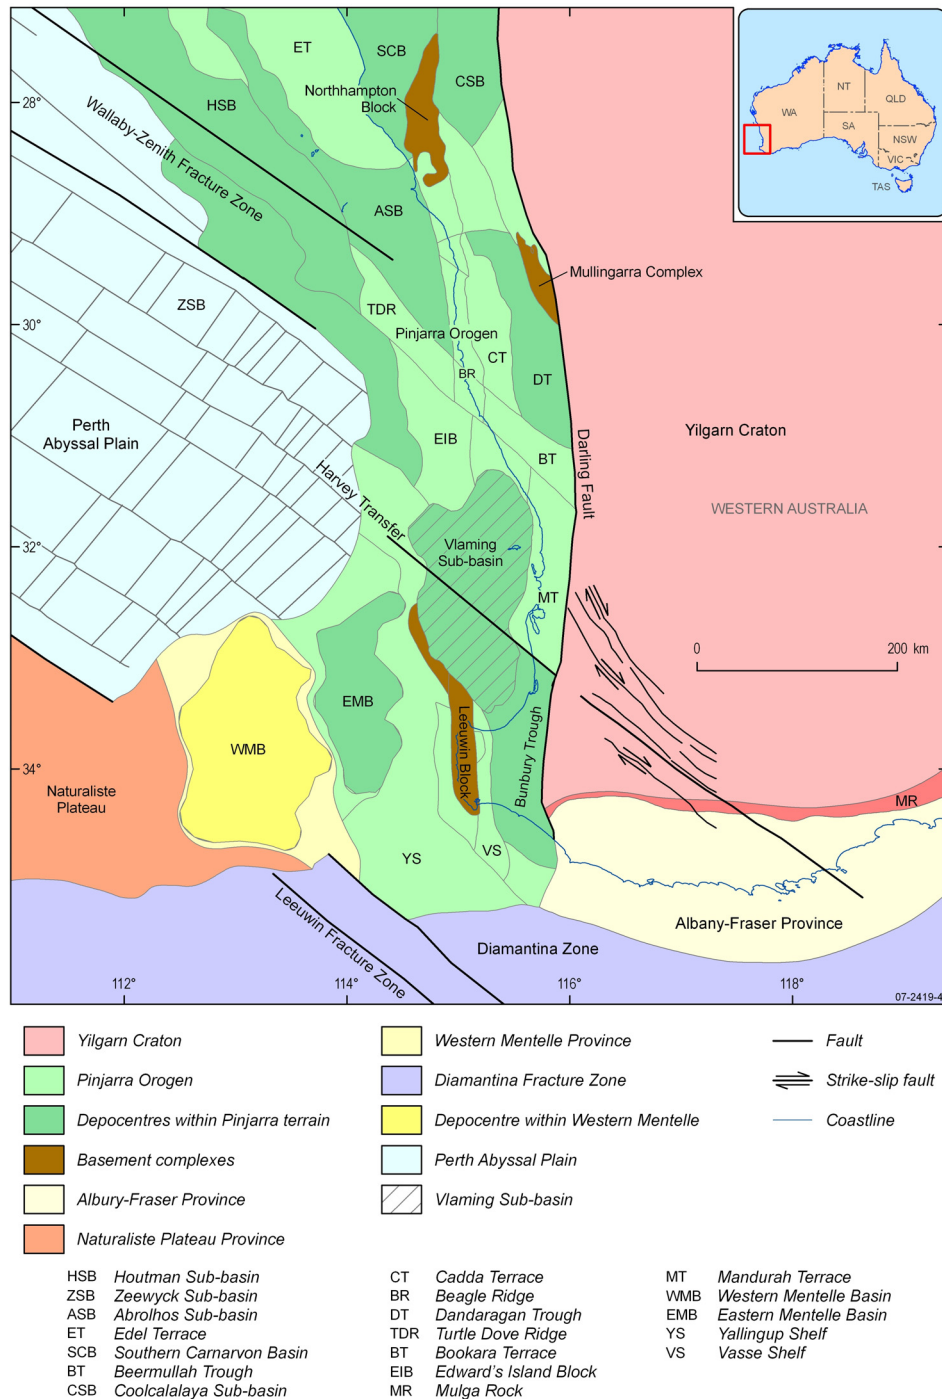 112°
114°
116°
118°
ET
SCB
CSB
Northhampton
Block
28°
HSB
Wallaby-Zenith Fracture Zone
ASB
Mullingarra Complex
ZSB
TDR
30°
Pinjarra Orogen
CT
BR
DT
Perth
Abyssal Plain
EIB
BT
Darling Fault
Yilgarn Craton
Harvey Transfer
WESTERN AUSTRALIA
32°
Vlaming
Sub-basin
MT
0
200 km
EMB
WMB
Leeuwin Block
Bunbury Trough
34°
Naturaliste
Plateau
MR
YS
VS
Leeuwin Fracture Zone
Albany-Fraser Province
Diamantina Zone
112°
114°
116°
118°
07-2419-4
WA
NT
QLD
SA
NSW
VIC
TAS
Yilgarn Craton
Pinjarra Orogen
Depocentres within Pinjarra terrain
Basement complexes
Albury-Fraser Province
Naturaliste Plateau Province
Western Mentelle Province
Diamantina Fracture Zone
Depocentre within Western Mentelle
Perth Abyssal Plain
Vlaming Sub-basin
Fault
Strike-slip fault
Coastline
HSB Houtman Sub-basin
ZSB Zeewyck Sub-basin
ASB Abrolhos Sub-basin
ET Edel Terrace
SCB Southern Carnarvon Basin
BT Beermullah Trough
CSB Coolcalalaya Sub-basin
CT Cadda Terrace
BR Beagle Ridge
DT Dandaragan Trough
TDR Turtle Dove Ridge
BT Bookara Terrace
EIB Edward's Island Block
MR Mulga Rock
MT Mandurah Terrace
WMB Western Mentelle Basin
EMB Eastern Mentelle Basin
YS Yallingup Shelf
VS Vasse Shelf